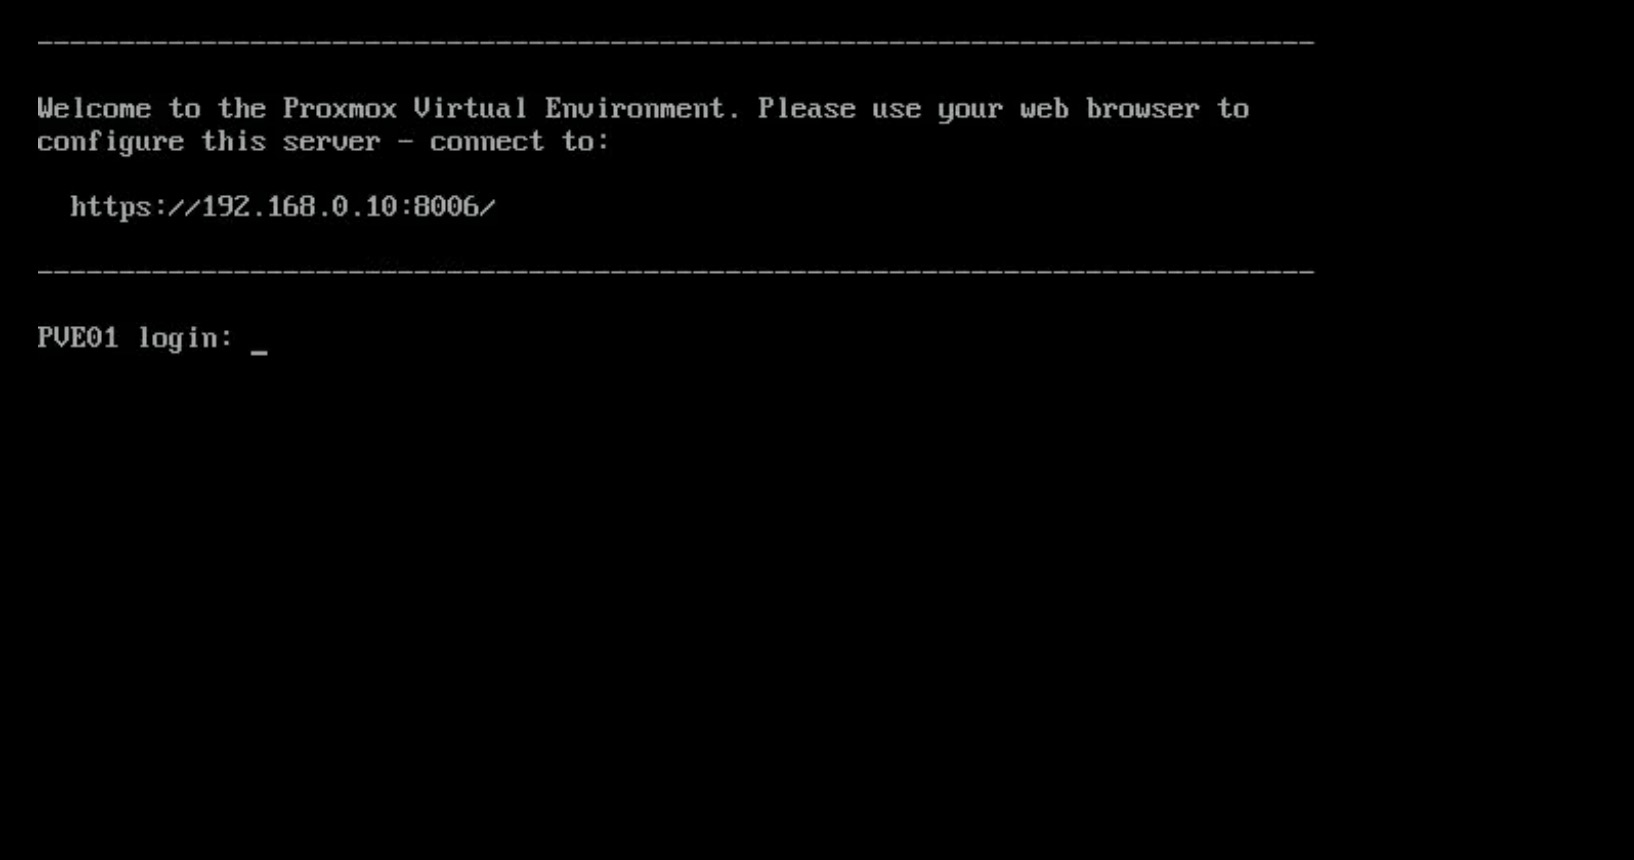 ------------------------------------------------------------------------------
Welcome to the Proxmox Virtual Environment. Please use your web browser to
configure this server - connect to:
https://192.168.0.10:8006/
------------------------------------------------------------------------------
PVE01 login: _